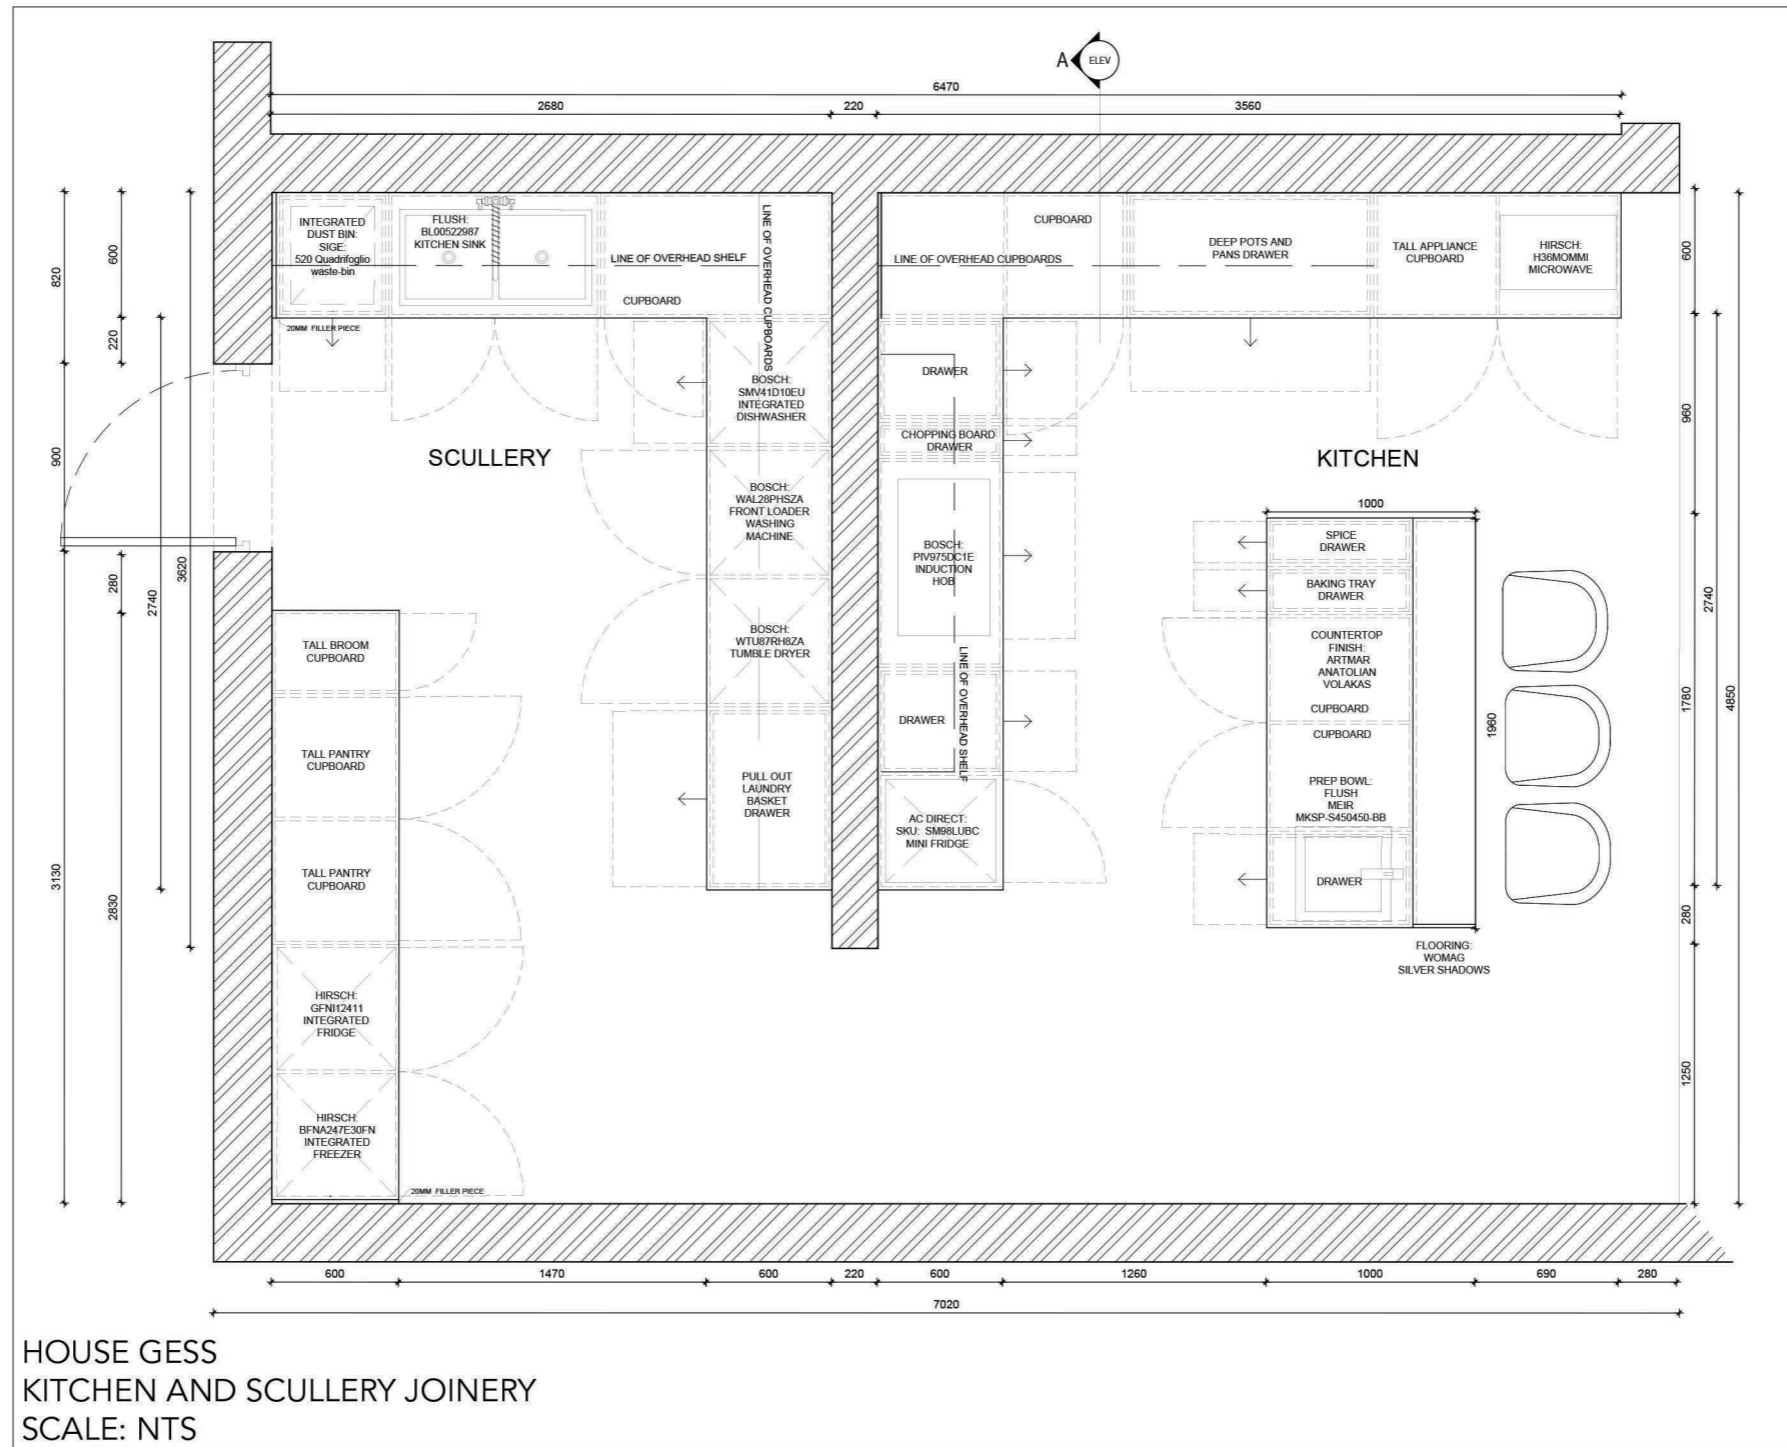 A
ELEV
6470
2680
220
3560
INTEGRATED
DUST BIN:
SIGE:
520 Quadrifoglio
waste-bin
FLUSH:
BL00522987
KITCHEN SINK
LINE OF OVERHEAD SHELF
CUPBOARD
LINE OF OVERHEAD CUPBOARDS
LINE OF OVERHEAD CUPBOARDS
CUPBOARD
DEEP POTS AND
PANS DRAWER
TALL APPLIANCE
CUPBOARD
HIRSCH:
H36MOMMI
MICROWAVE
20MM FILLER PIECE
820
600
220
900
280
2740
3620
3130
2830
SCULLERY
BOSCH:
SMV41D10EU
INTEGRATED
DISHWASHER
BOSCH:
WAL28PHSZA
FRONT LOADER
WASHING
MACHINE
BOSCH:
WTU87RH8ZA
TUMBLE DRYER
PULL OUT
LAUNDRY
BASKET
DRAWER
TALL BROOM
CUPBOARD
TALL PANTRY
CUPBOARD
TALL PANTRY
CUPBOARD
HIRSCH:
GFNI12411
INTEGRATED
FRIDGE
HIRSCH:
BFNA247E30FN
INTEGRATED
FREEZER
20MM FILLER PIECE
DRAWER
CHOPPING BOARD
DRAWER
BOSCH:
PIV975DC1E
INDUCTION
HOB
LINE OF OVERHEAD SHELF
DRAWER
AC DIRECT:
SKU: SM98LUBC
MINI FRIDGE
KITCHEN
1000
SPICE
DRAWER
BAKING TRAY
DRAWER
COUNTERTOP
FINISH:
ARTMAR
ANATOLIAN
VOLAKAS
CUPBOARD
CUPBOARD
PREP BOWL:
FLUSH
MEIR
MKSP-S450450-BB
DRAWER
1960
FLOORING:
WOMAG
SILVER SHADOWS
600
960
2740
1780
4850
280
1250
600
1470
600
220
600
1260
1000
690
280
7020
HOUSE GESS
KITCHEN AND SCULLERY JOINERY
SCALE: NTS